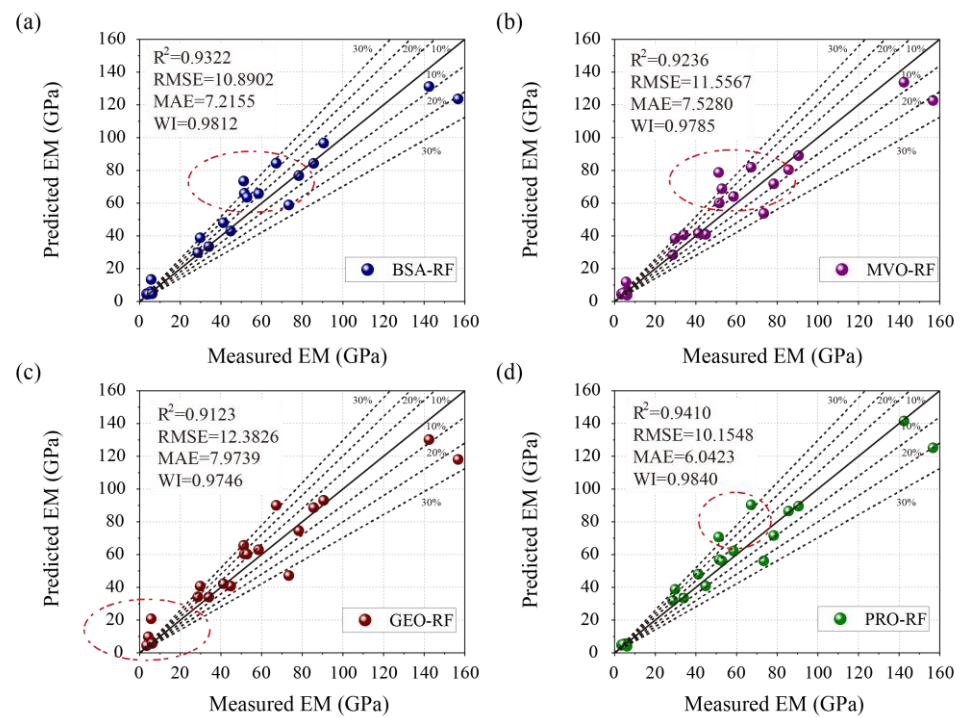 (a)
R²=0.9322
RMSE=10.8902
MAE=7.2155
WI=0.9812
30%
20%
10%
10%
20%
30%
BSA-RF
160
140
120
100
80
60
40
20
0
0 20 40 60 80 100 120 140 160
Predicted EM (GPa)
Measured EM (GPa)
(b)
R²=0.9236
RMSE=11.5567
MAE=7.5280
WI=0.9785
30%
20%
10%
10%
20%
30%
MVO-RF
160
140
120
100
80
60
40
20
0
0 20 40 60 80 100 120 140 160
Predicted EM (GPa)
Measured EM (GPa)
(c)
R²=0.9123
RMSE=12.3826
MAE=7.9739
WI=0.9746
30%
20%
10%
10%
20%
30%
GEO-RF
160
140
120
100
80
60
40
20
0
0 20 40 60 80 100 120 140 160
Predicted EM (GPa)
Measured EM (GPa)
(d)
R²=0.9410
RMSE=10.1548
MAE=6.0423
WI=0.9840
30%
20%
10%
10%
20%
30%
PRO-RF
160
140
120
100
80
60
40
20
0
0 20 40 60 80 100 120 140 160
Predicted EM (GPa)
Measured EM (GPa)